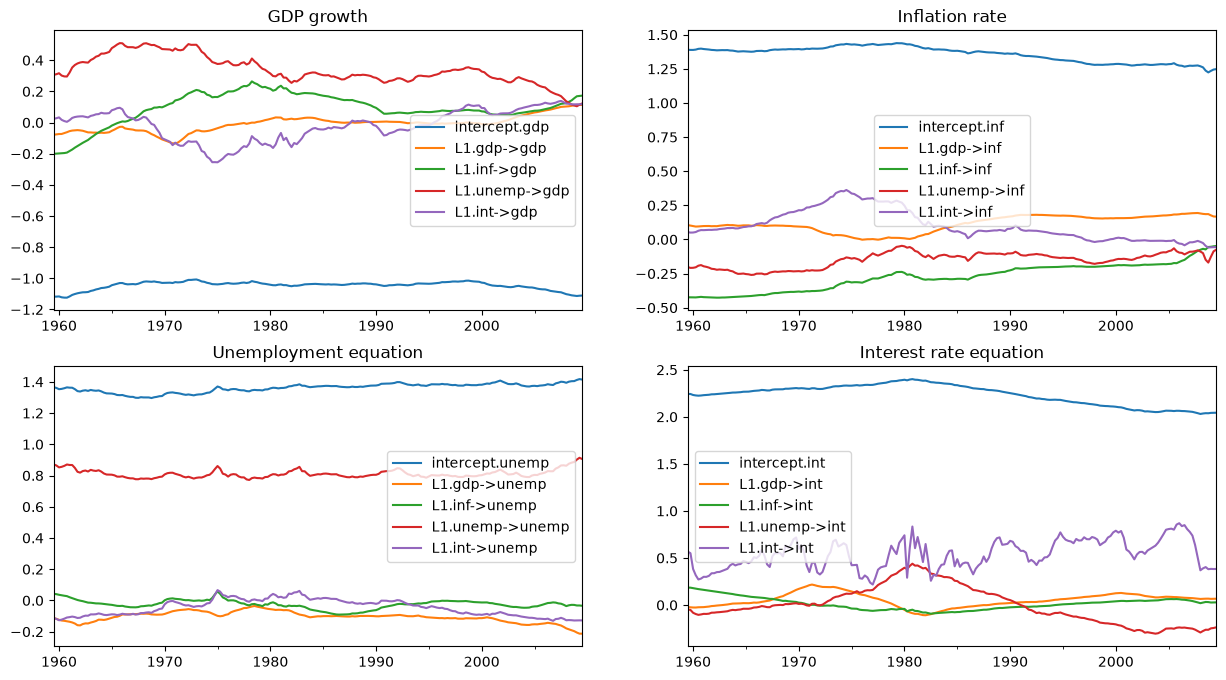 GDP growth
0.4
0.2
0.0
−0.2
−0.4
−0.6
−0.8
−1.0
−1.2
1960
1970
1980
1990
2000
intercept.gdp
L1.gdp->gdp
L1.inf->gdp
L1.unemp->gdp
L1.int->gdp
Inflation rate
1.50
1.25
1.00
0.75
0.50
0.25
0.00
−0.25
−0.50
1960
1970
1980
1990
2000
intercept.inf
L1.gdp->inf
L1.inf->inf
L1.unemp->inf
L1.int->inf
Unemployment equation
1.4
1.2
1.0
0.8
0.6
0.4
0.2
0.0
−0.2
1960
1970
1980
1990
2000
intercept.unemp
L1.gdp->unemp
L1.inf->unemp
L1.unemp->unemp
L1.int->unemp
Interest rate equation
2.5
2.0
1.5
1.0
0.5
0.0
1960
1970
1980
1990
2000
intercept.int
L1.gdp->int
L1.inf->int
L1.unemp->int
L1.int->int